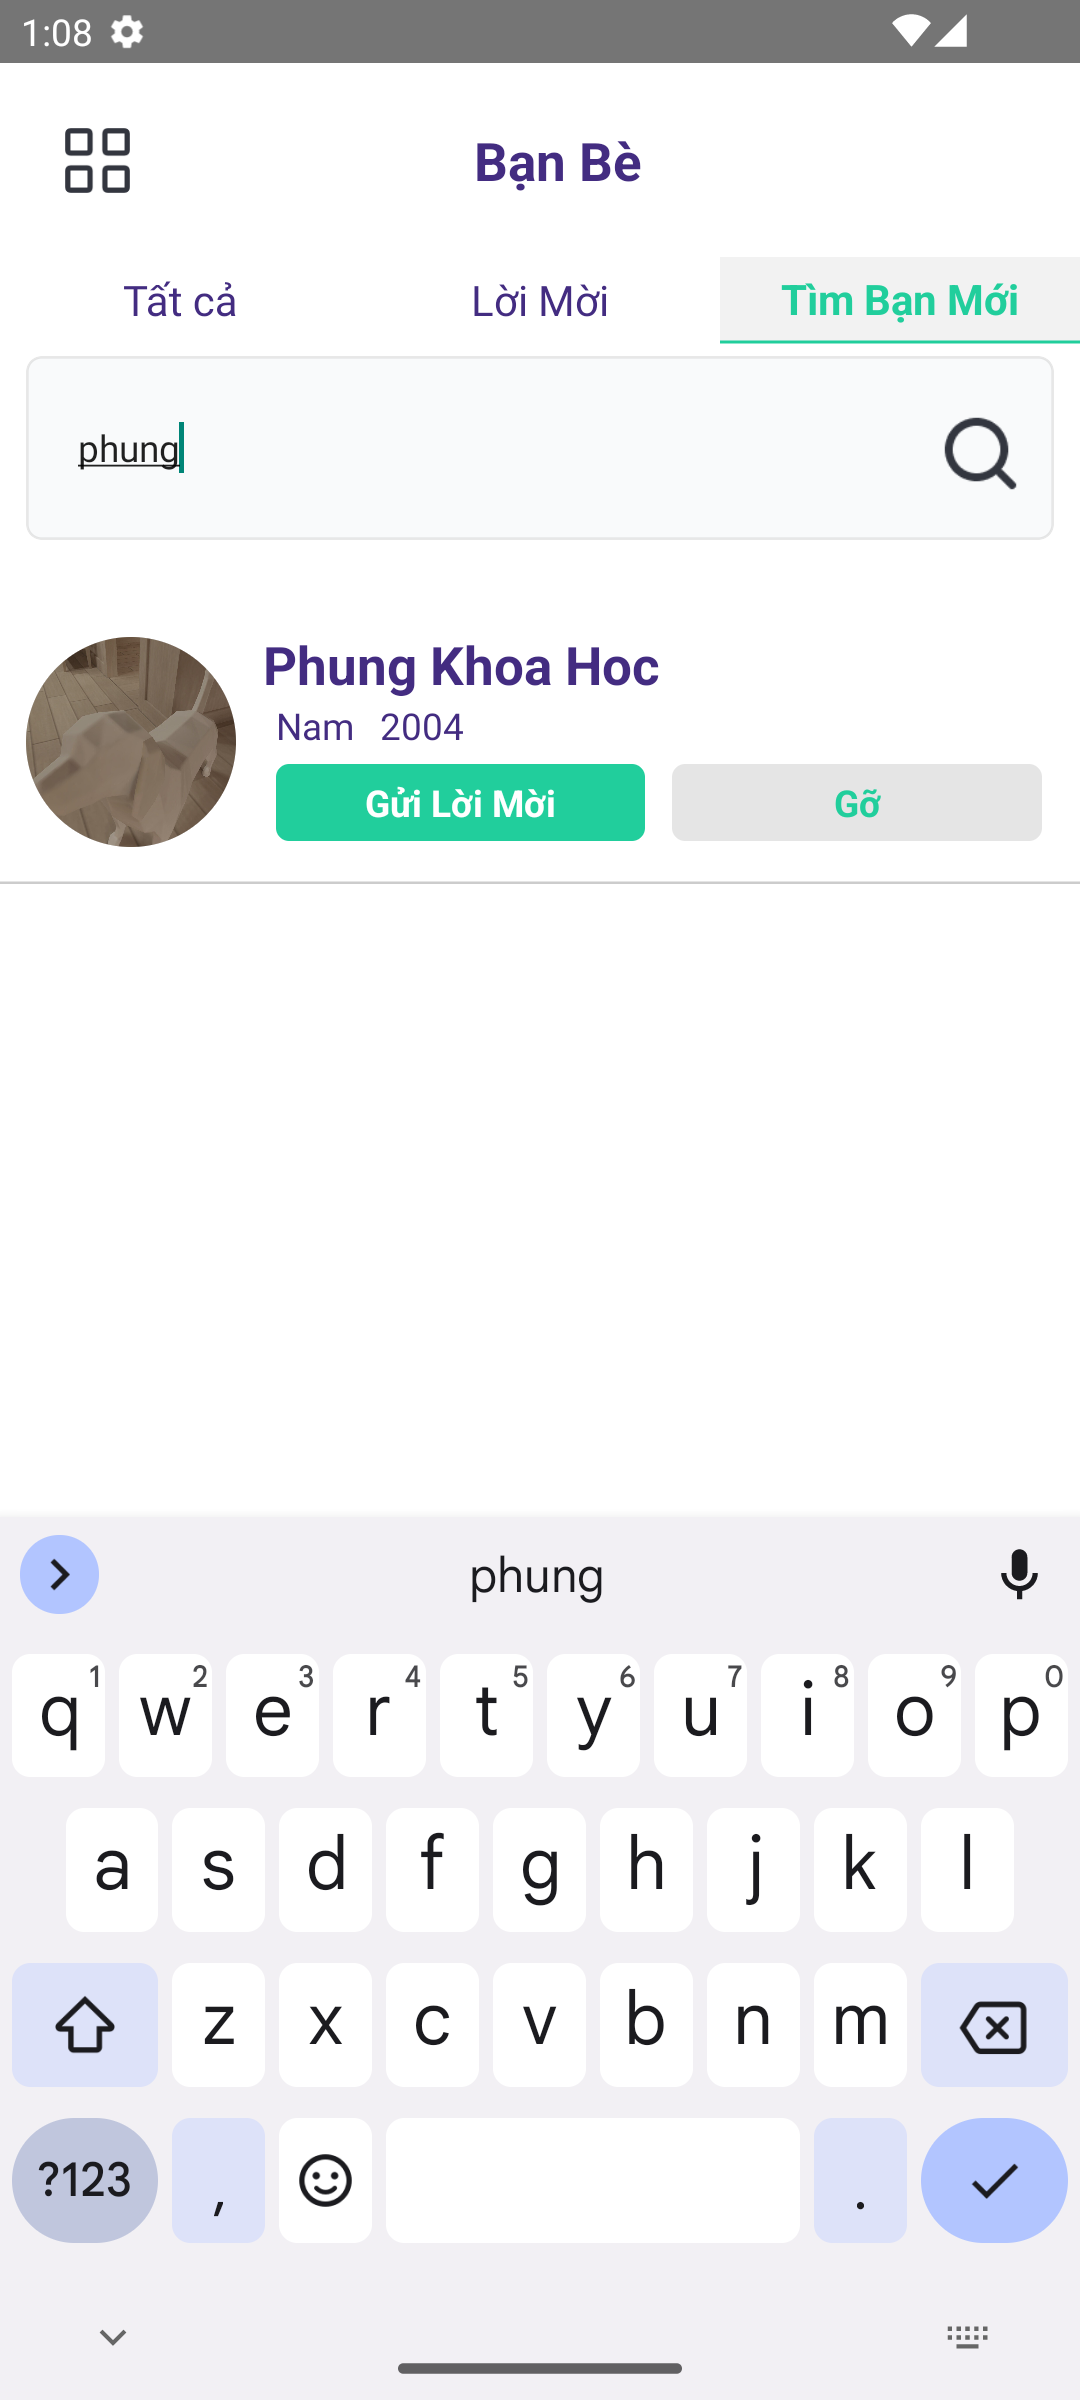 1:08
Bạn Bè
Tất cả Lời Mời Tìm Bạn Mới
phung
Phung Khoa Hoc
Nam 2004
Gửi Lời Mời Gỡ
phung
q 1 w 2 e 3 r 4 t 5 y 6 u 7 i 8 o 9 p 0
a s d f g h j k l
z x c v b n m
?123 , .